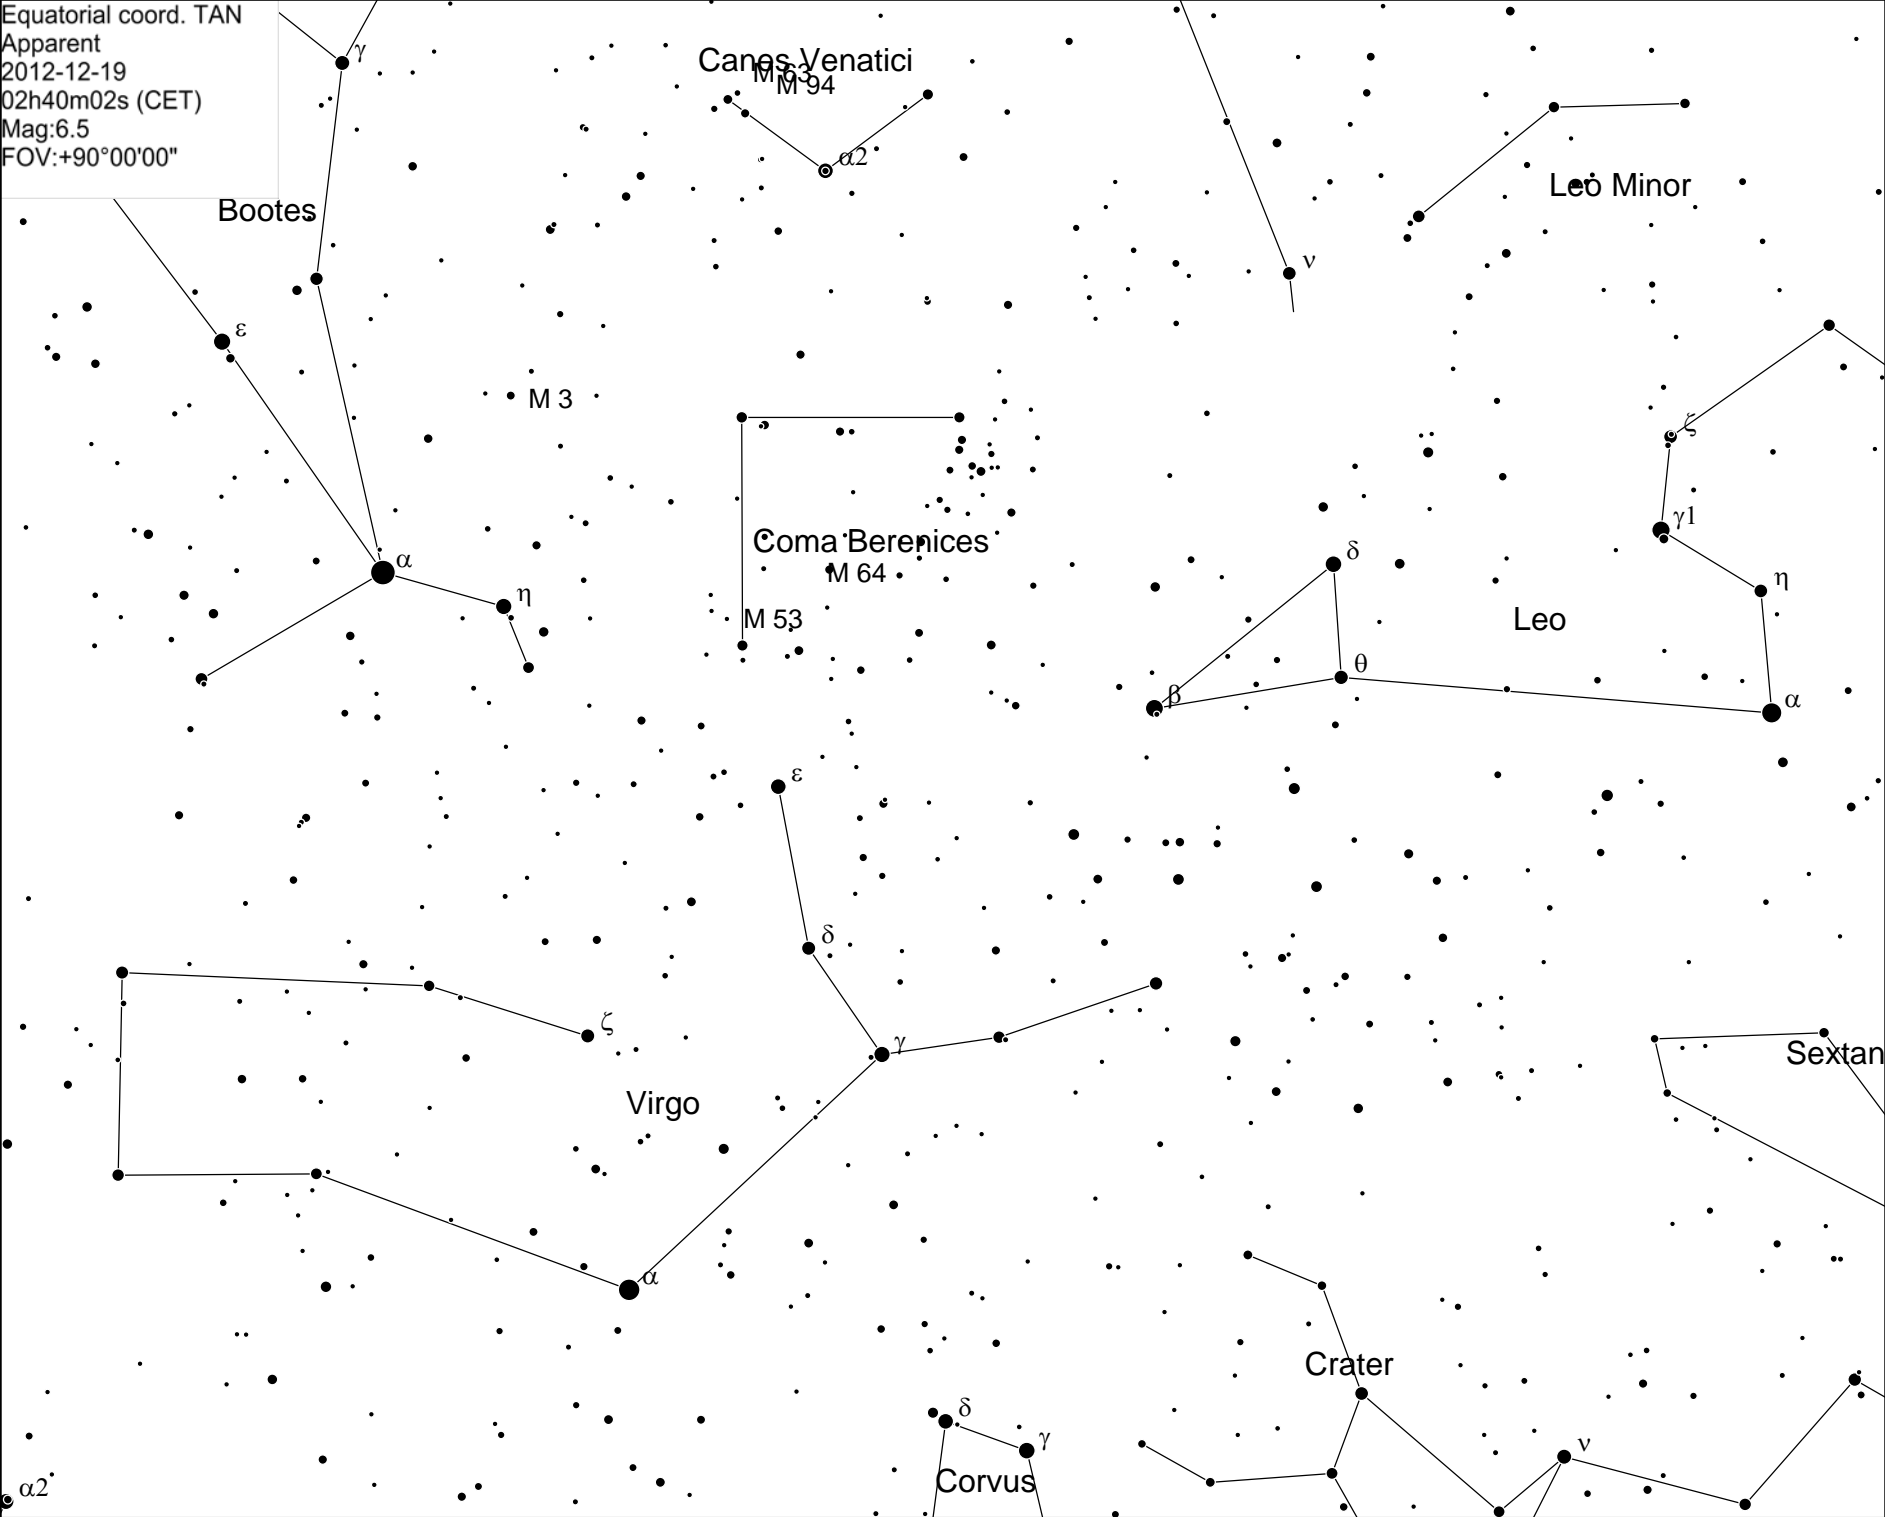 Equatorial coord. TAN
Apparent
2012-12-19
02h40m02s (CET)
Mag:6.5
FOV:+90°00'00"
γ
Canes Venatici
M 63
M 94
α2
Leo Minor
Bootes
ν
ε
M 3
ζ
γ1
Coma Berenices
δ
α
M 64
η
η
Leo
M 53
θ
β
α
ε
δ
ζ
γ
Sextan
Virgo
α
Crater
δ
γ
ν
Corvus
α2